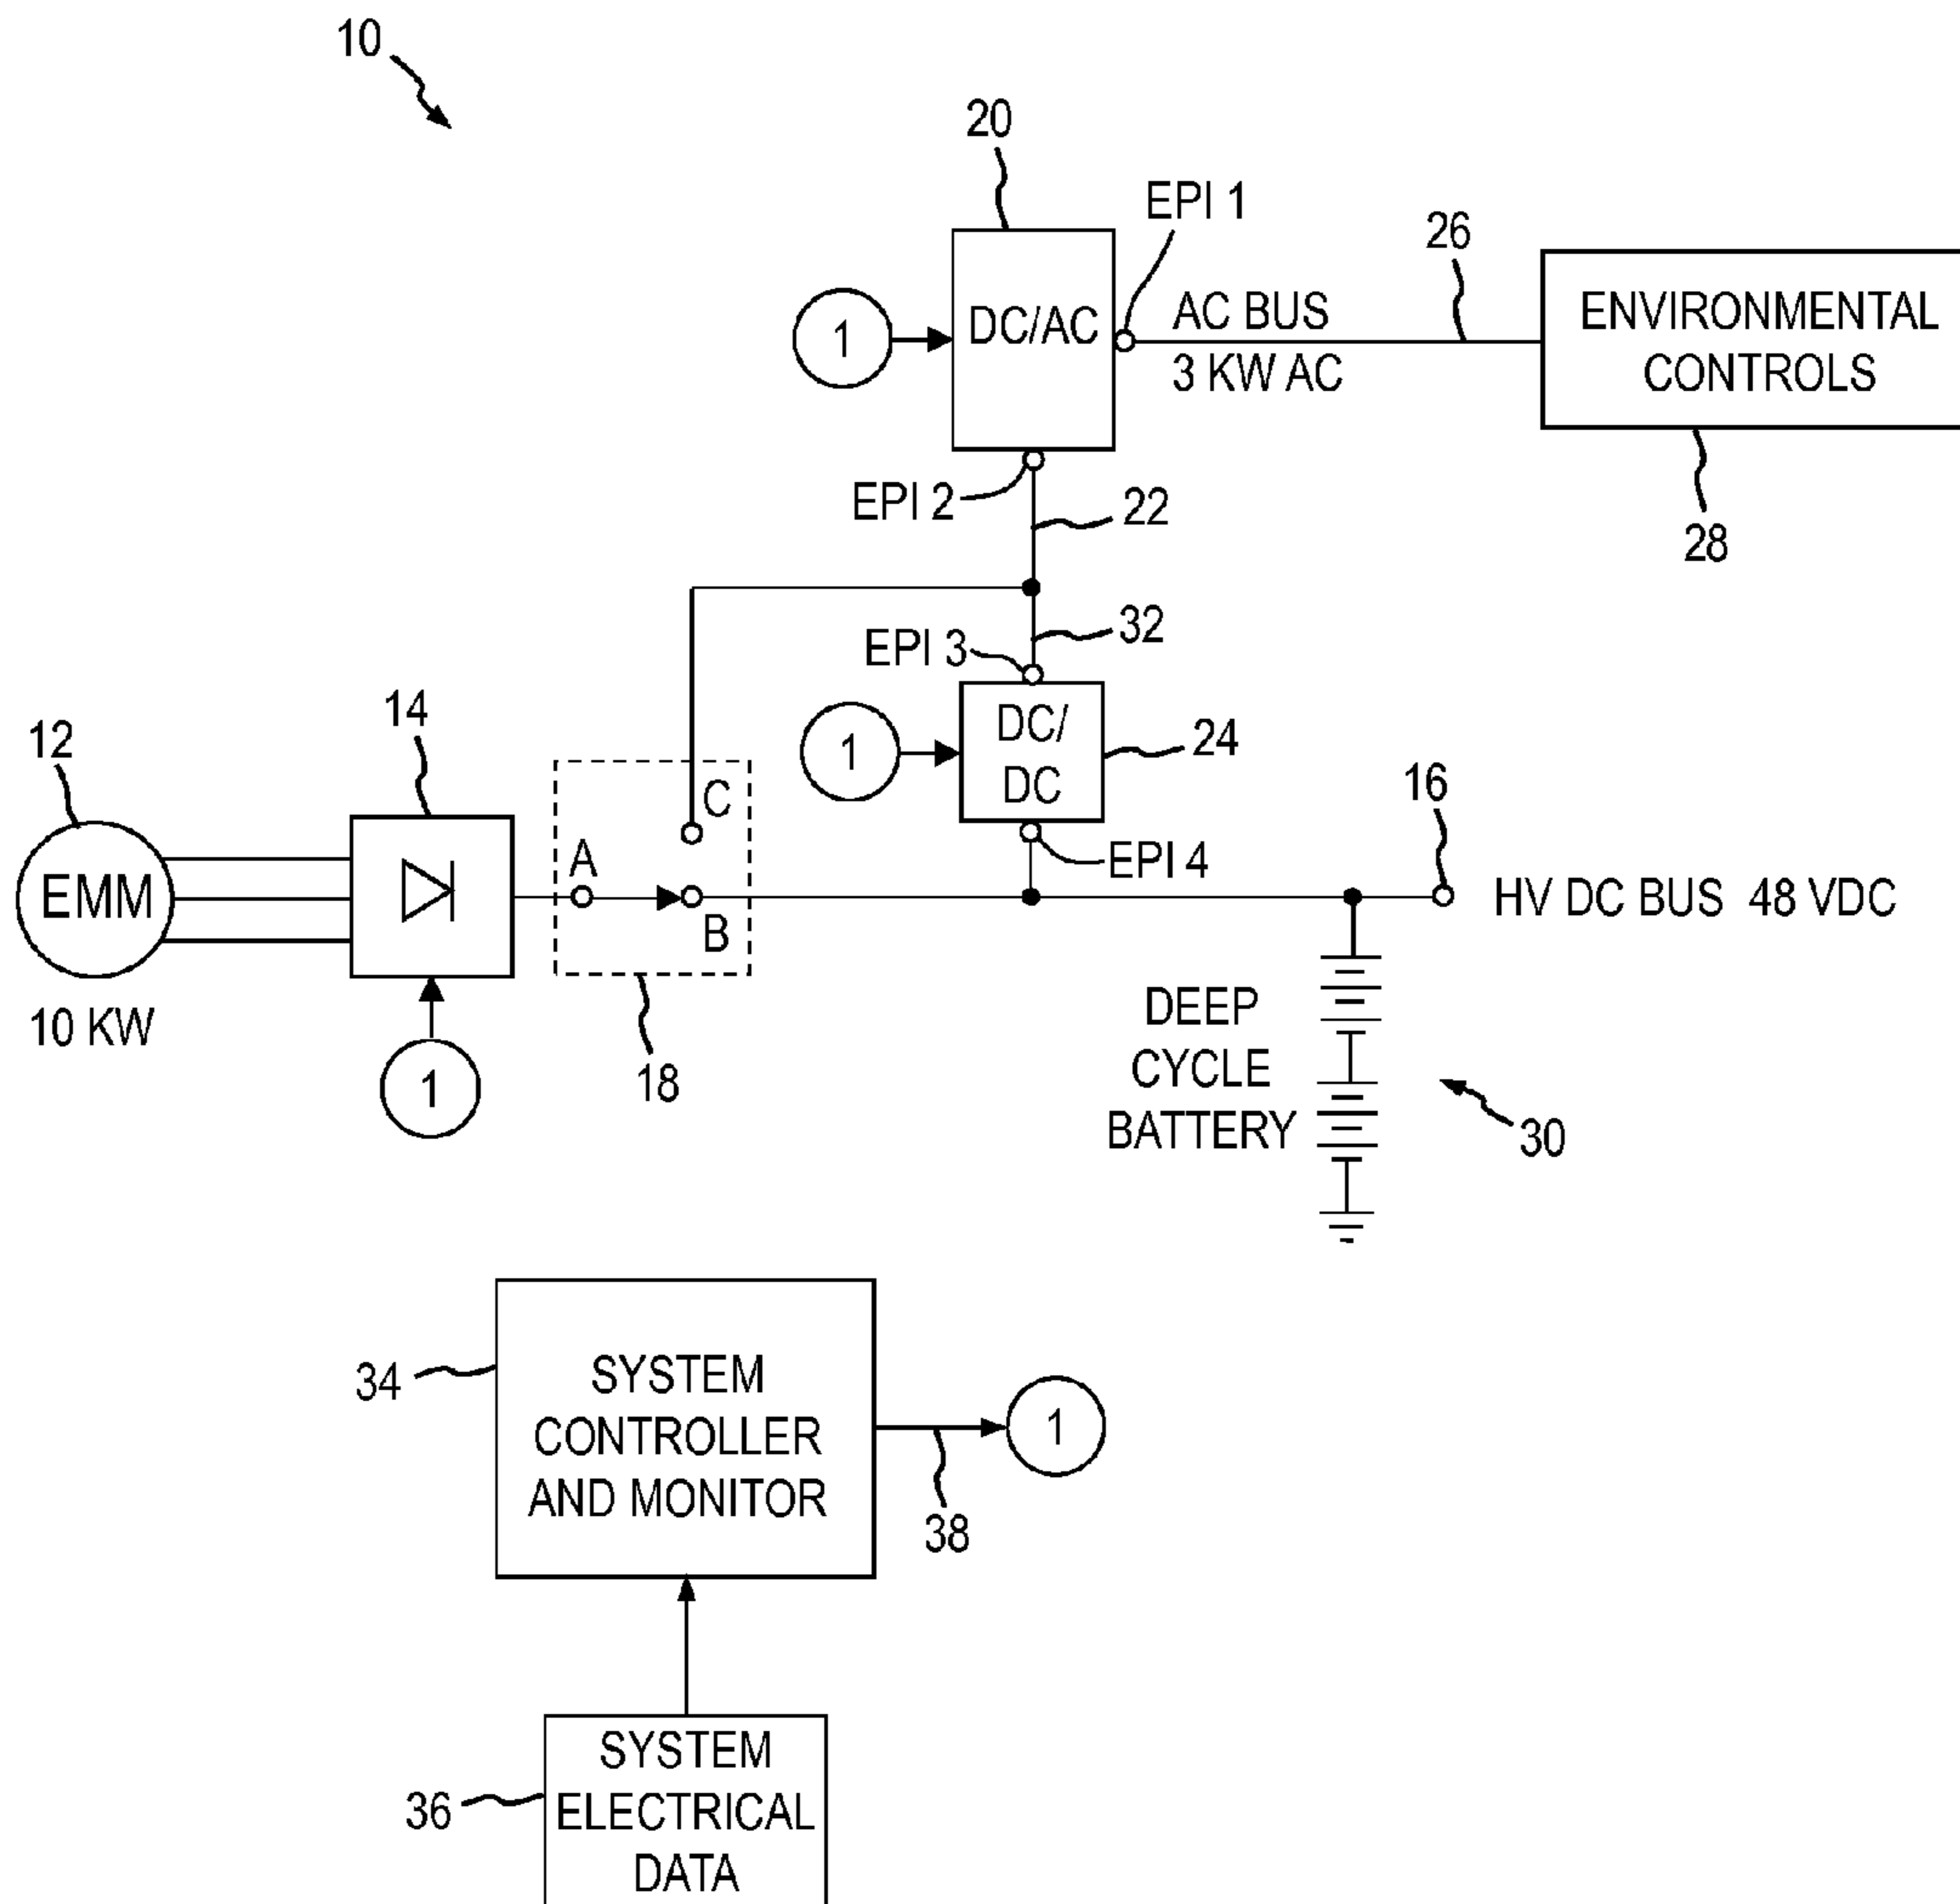 10
20
EPI 1
26
1
DC/AC
AC BUS
3 KW AC
ENVIRONMENTAL
CONTROLS
EPI 2
22
28
32
EPI 3
14
12
1
DC/
DC
24
C
16
A
EPI 4
EMM
HV DC BUS 48 VDC
B
10 KW
DEEP
CYCLE
BATTERY
18
1
30
34
SYSTEM
CONTROLLER
AND MONITOR
1
38
SYSTEM
36
ELECTRICAL
DATA